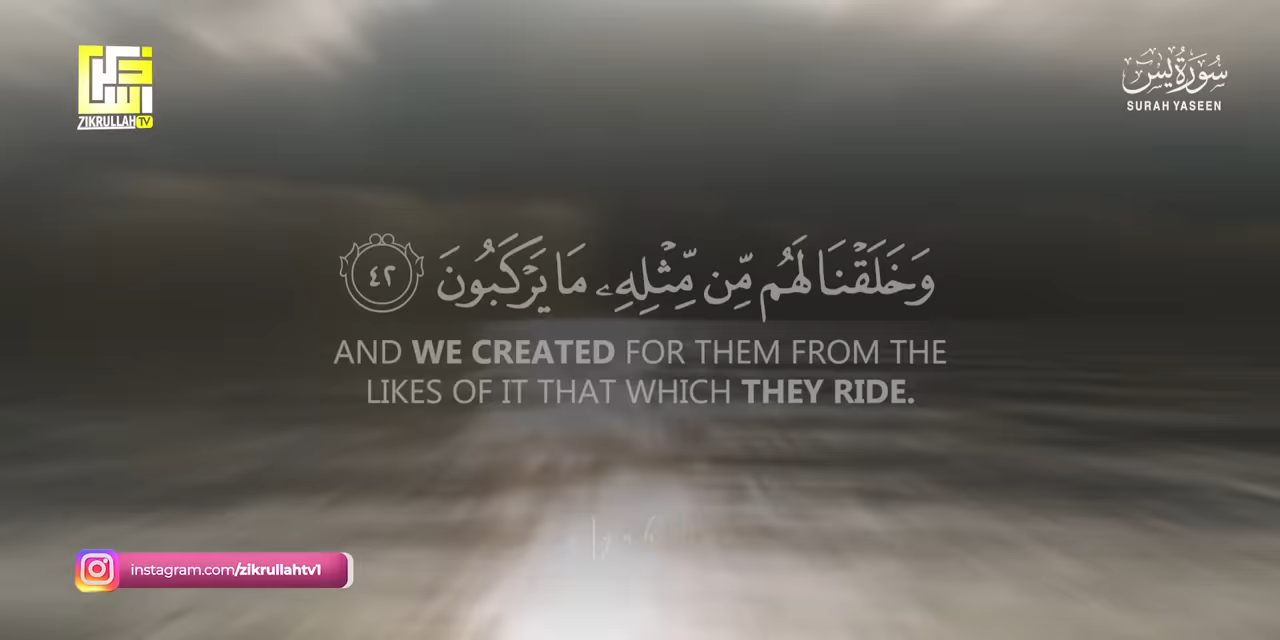 ZIKRULLAH TV
سُورَةُ يس
SURAH YASEEN
وَخَلَقْنَا لَهُم مِّن مِّثْلِهِۦ مَا يَرْكَبُونَ ٤٢
AND WE CREATED FOR THEM FROM THE
LIKES OF IT THAT WHICH THEY RIDE.
instagram.com/zikrullahtv1